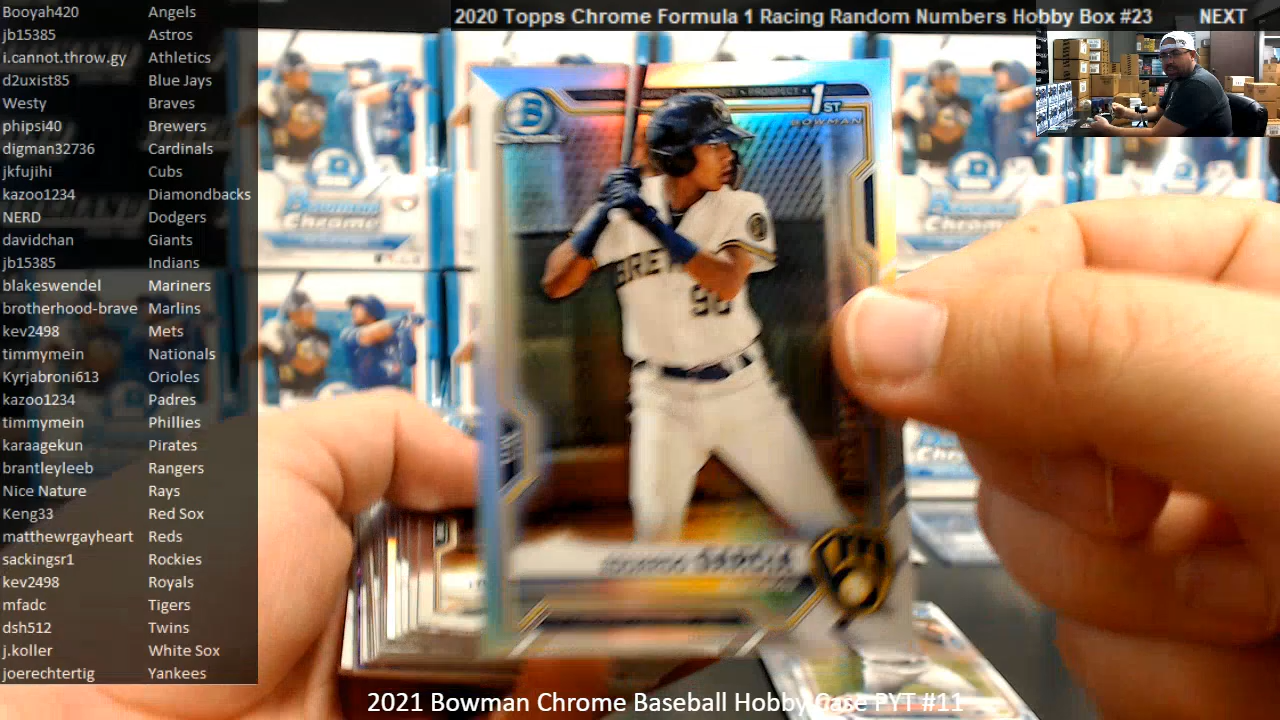 2020 Topps Chrome Formula 1 Racing Random Numbers Hobby Box #23 NEXT
Booyah420 Angels
jb15385 Astros
i.cannot.throw.gy Athletics
d2uxist85 Blue Jays
Westy Braves
phipsi40 Brewers
digman32736 Cardinals
jkfujihi Cubs
kazoo1234 Diamondbacks
NERD Dodgers
davidchan Giants
jb15385 Indians
blakeswendel Mariners
brotherhood-brave Marlins
kev2498 Mets
timmymein Nationals
Kyrjabroni613 Orioles
kazoo1234 Padres
timmymein Phillies
karaagekun Pirates
brantleyleeb Rangers
Nice Nature Rays
Keng33 Red Sox
matthewrgayheart Reds
sackingsr1 Rockies
kev2498 Royals
mfadc Tigers
dsh512 Twins
j.koller White Sox
joerechtertig Yankees
PROSPECT • 1ST
BOWMAN
Chrome
BREW
GARCIA
Bowman
Chrome
2021 Bowman Chrome Baseball Hobby Case PYT #11